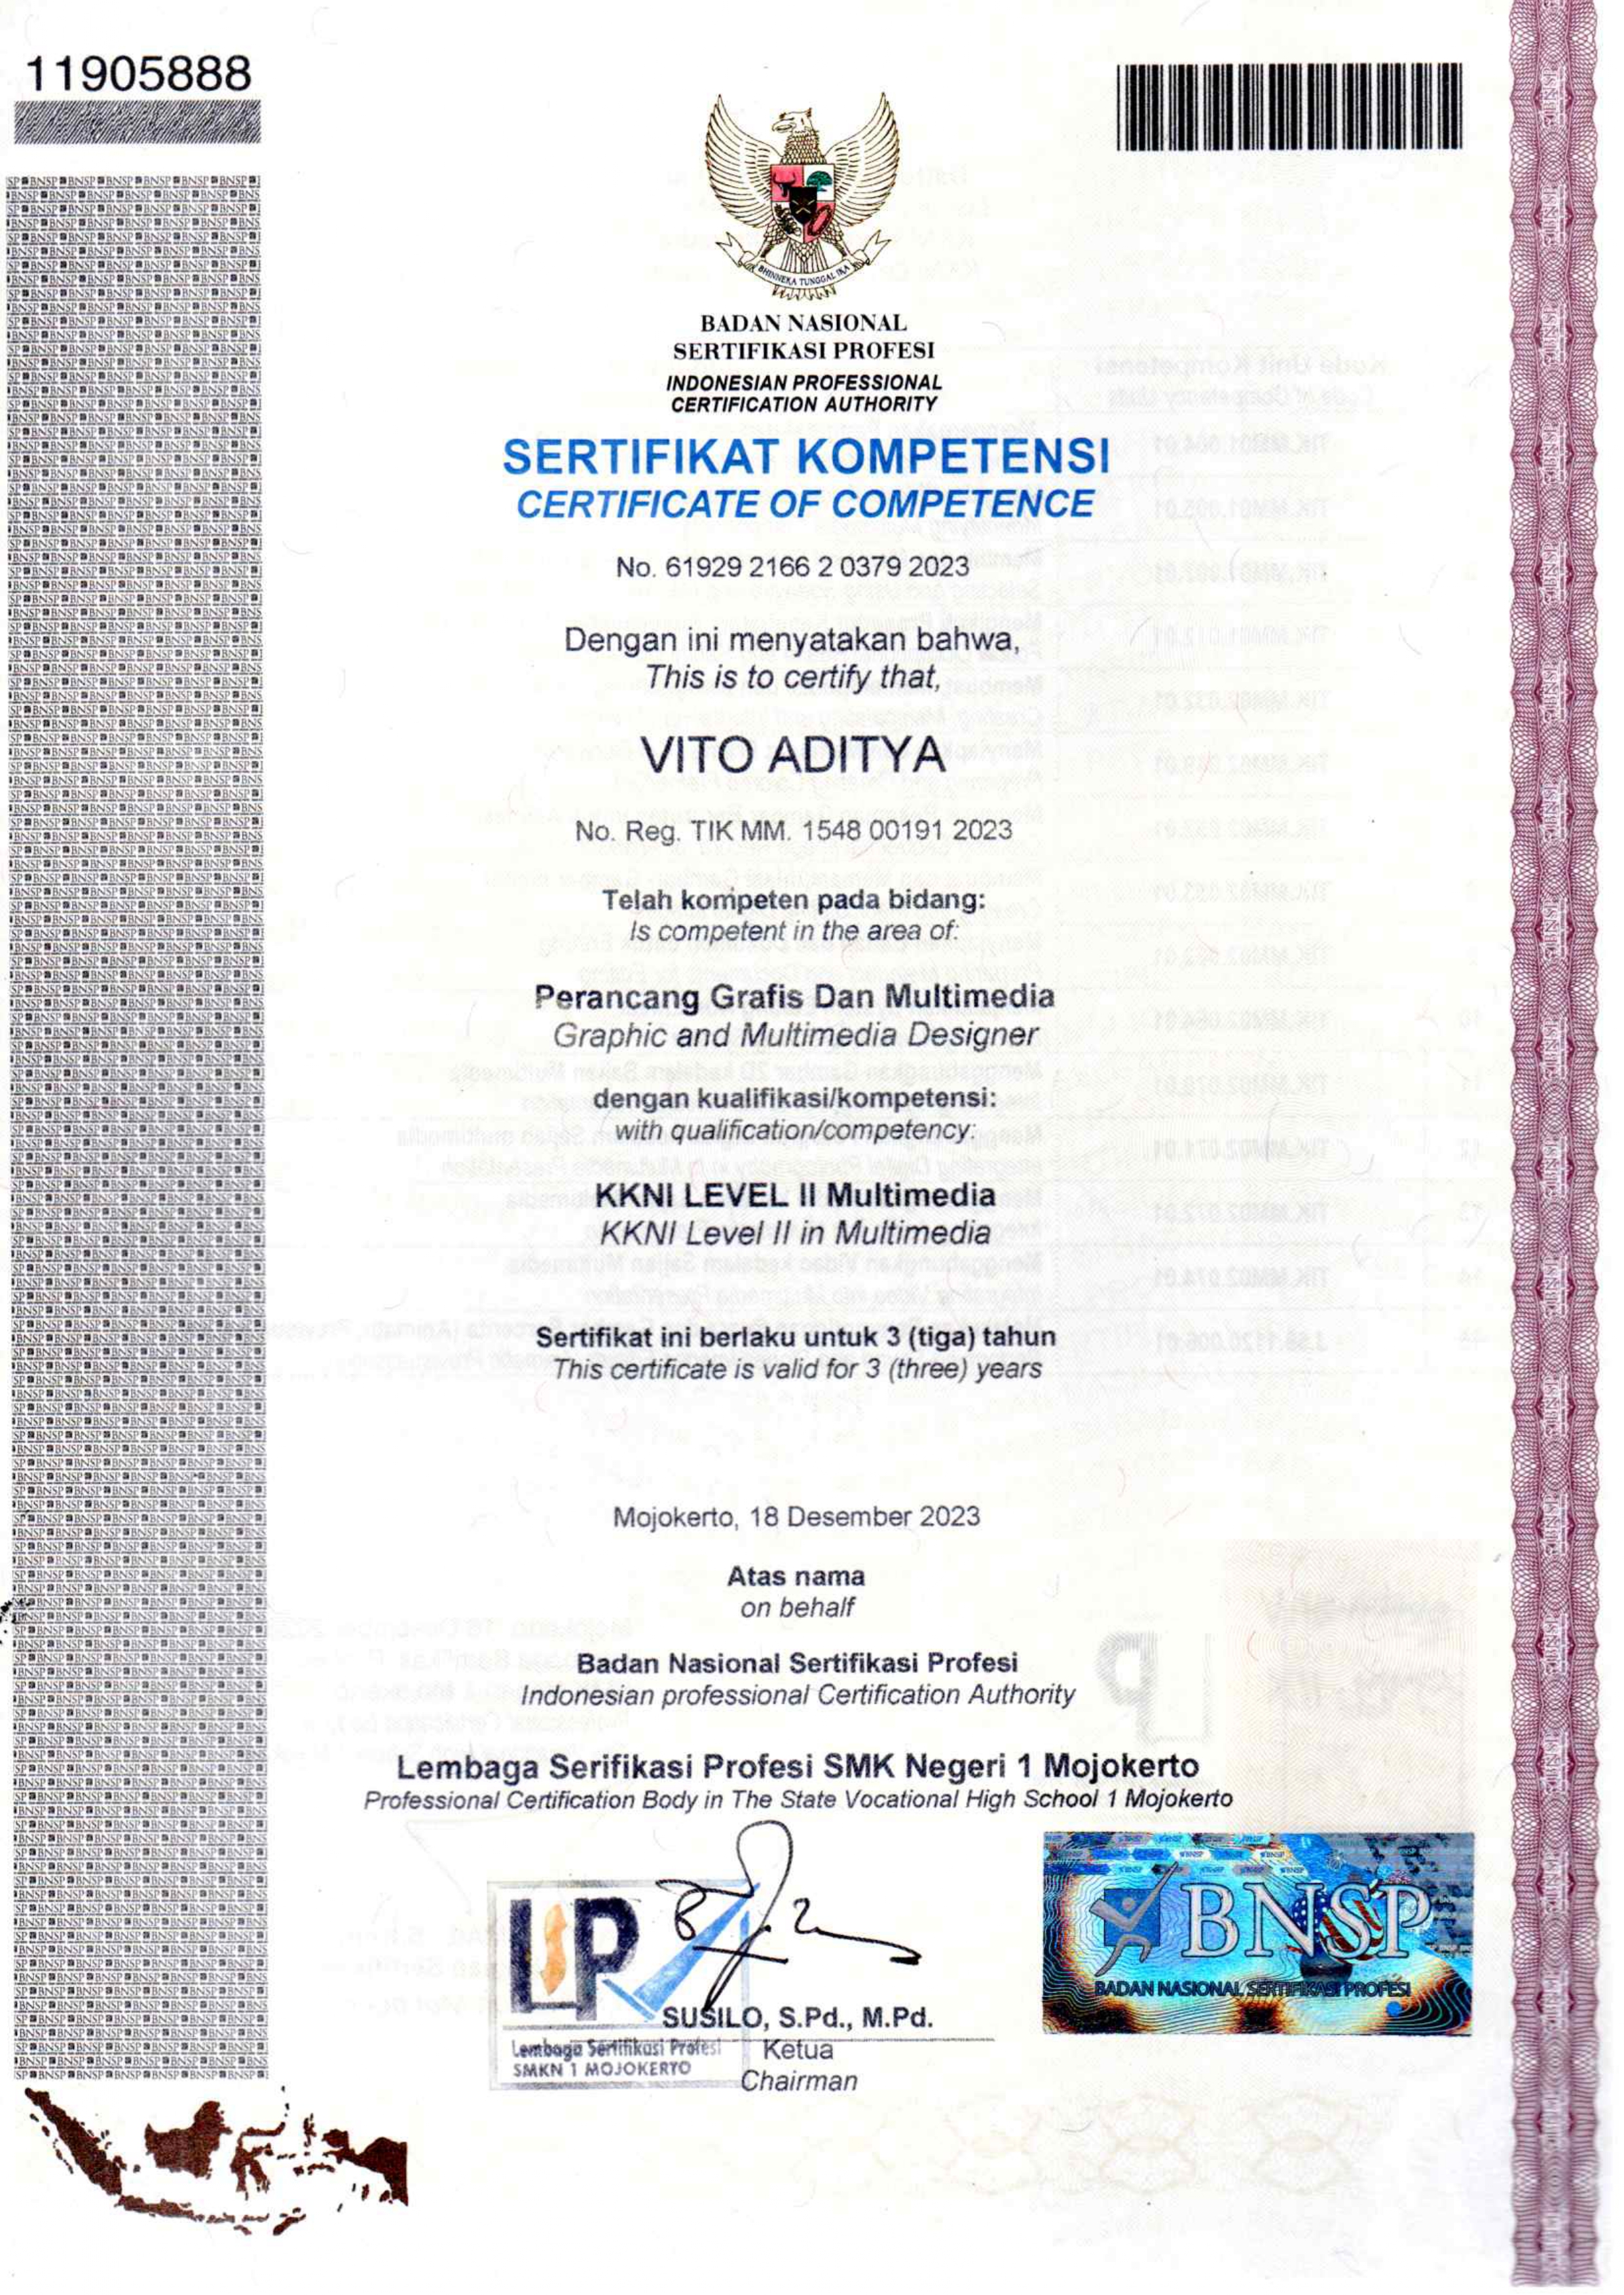 11905888
BHINNEKA TUNGGAL IKA
BADAN NASIONAL
SERTIFIKASI PROFESI
INDONESIAN PROFESSIONAL
CERTIFICATION AUTHORITY
SERTIFIKAT KOMPETENSI
CERTIFICATE OF COMPETENCE
No. 61929 2166 2 0379 2023
Dengan ini menyatakan bahwa,
This is to certify that,
VITO ADITYA
No. Reg. TIK MM. 1548 00191 2023
Telah kompeten pada bidang:
Is competent in the area of:
Perancang Grafis Dan Multimedia
Graphic and Multimedia Designer
dengan kualifikasi/kompetensi:
with qualification/competency:
KKNI LEVEL II Multimedia
KKNI Level II in Multimedia
Sertifikat ini berlaku untuk 3 (tiga) tahun
This certificate is valid for 3 (three) years
Mojokerto, 18 Desember 2023
Atas nama
on behalf
Badan Nasional Sertifikasi Profesi
Indonesian professional Certification Authority
Lembaga Serifikasi Profesi SMK Negeri 1 Mojokerto
Professional Certification Body in The State Vocational High School 1 Mojokerto
LSP
BNSP
BADAN NASIONAL SERTIFIKASI PROFESI
SUSILO, S.Pd., M.Pd.
Lembaga Sertifikasi Profesi
SMKN 1 MOJOKERTO
Ketua
Chairman